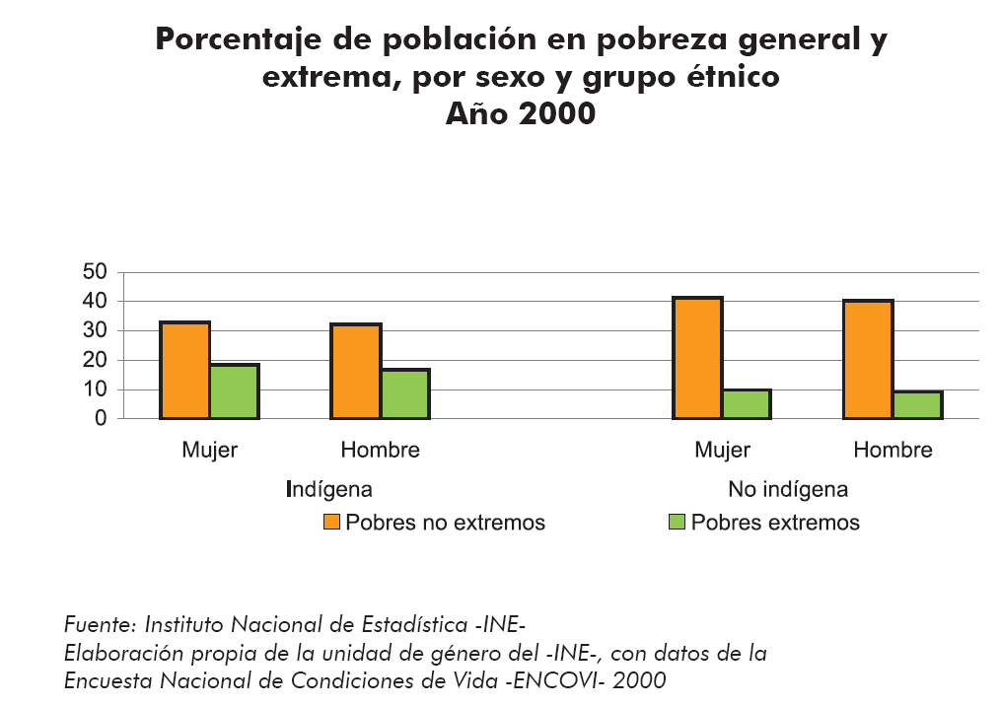 Porcentaje de población en pobreza general y
extrema, por sexo y grupo étnico
Año 2000
50
40
30
20
10
0
Mujer Hombre Mujer Hombre
Indígena No indígena
Pobres no extremos Pobres extremos
Fuente: Instituto Nacional de Estadística -INE-
Elaboración propia de la unidad de género del -INE-, con datos de la
Encuesta Nacional de Condiciones de Vida -ENCOVI- 2000